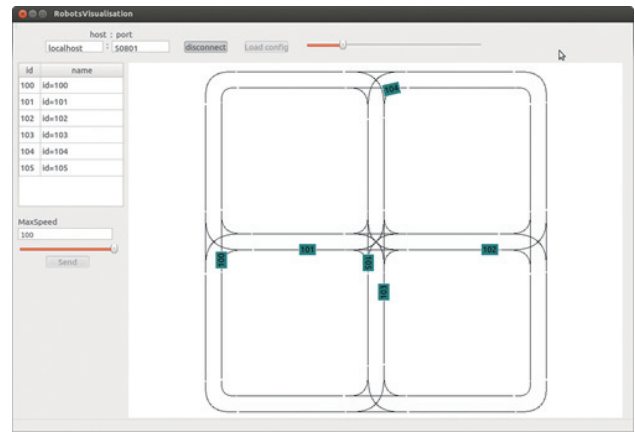 RobotsVisualisation
host : port
localhost : 50801 disconnect Load config
id name
100 id=100
101 id=101
102 id=102
103 id=103
104 id=104
105 id=105
MaxSpeed
100
Send
104
100 101 105 102
103